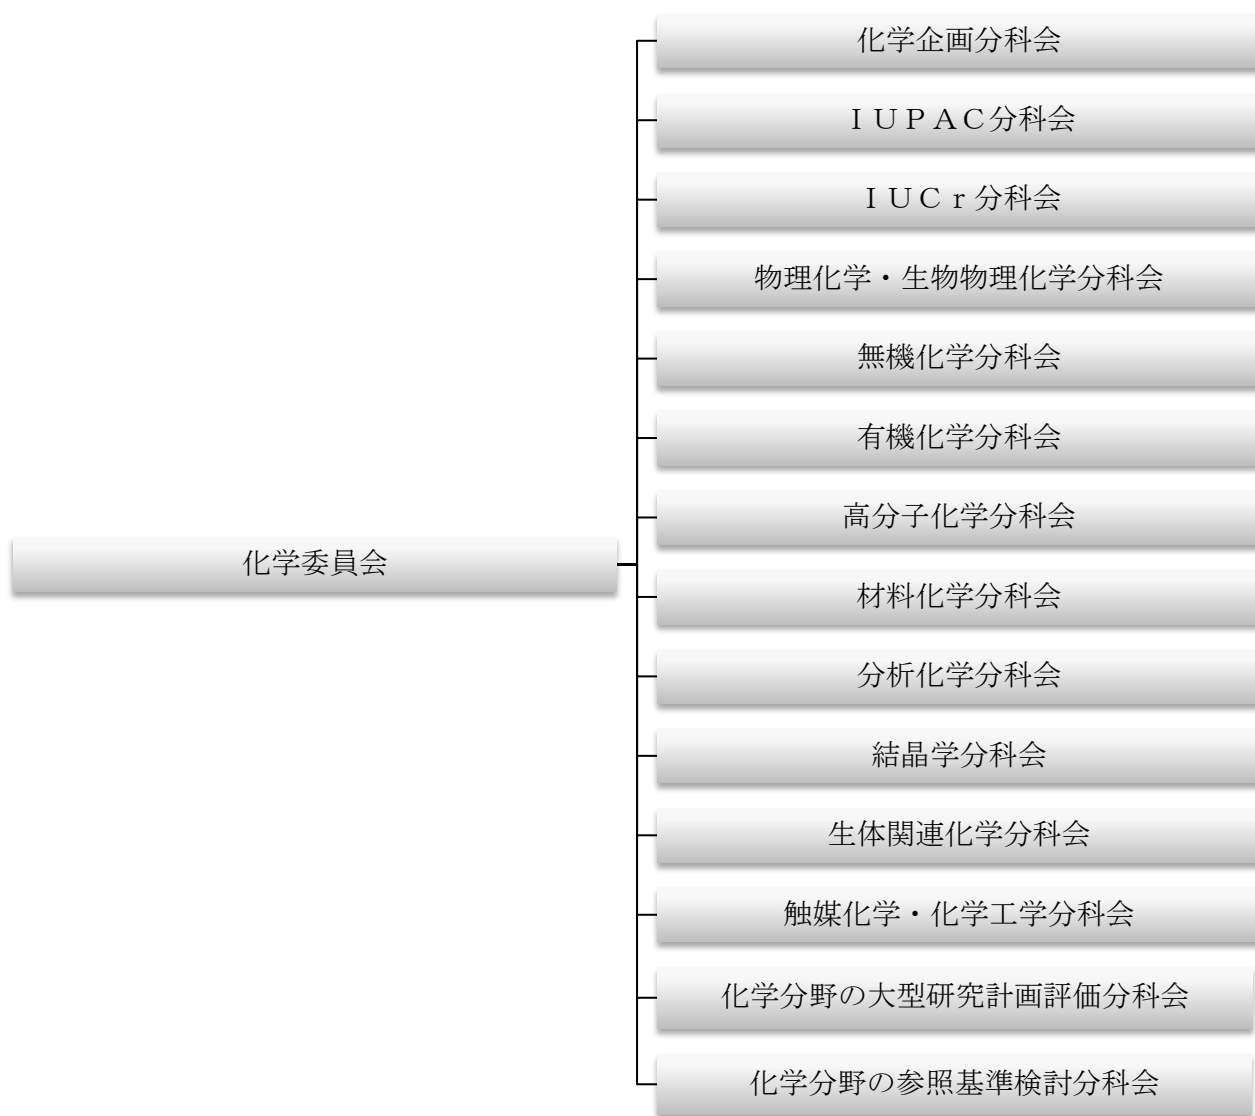 化学企画分科会
ＩＵＰＡＣ分科会
ＩＵＣｒ分科会
物理化学・生物物理化学分科会
無機化学分科会
有機化学分科会
高分子化学分科会
化学委員会
材料化学分科会
分析化学分科会
結晶学分科会
生体関連化学分科会
触媒化学・化学工学分科会
化学分野の大型研究計画評価分科会
化学分野の参照基準検討分科会